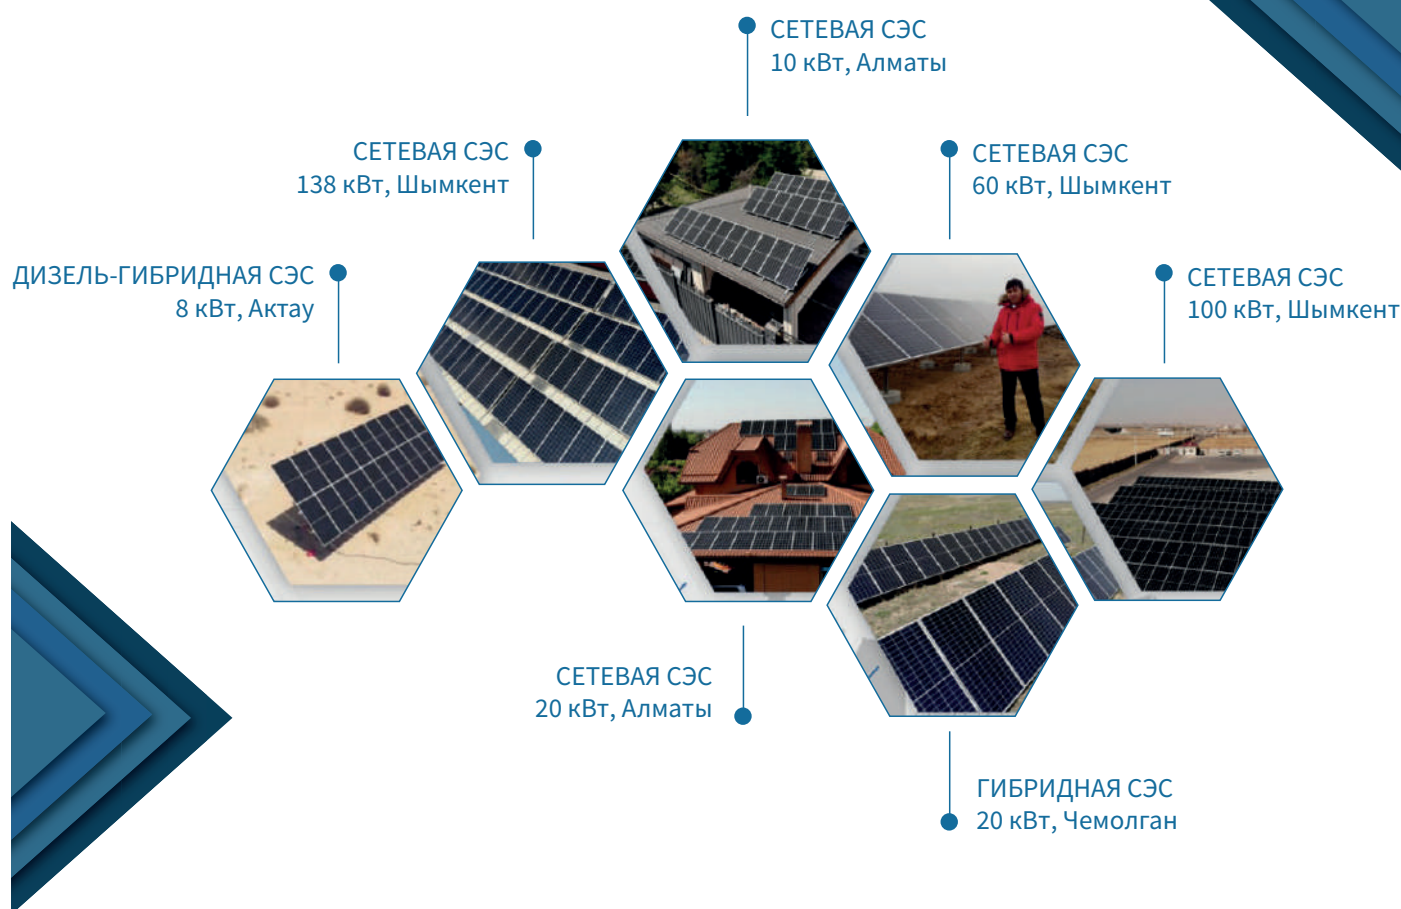 СЕТЕВАЯ СЭС
10 кВт, Алматы
СЕТЕВАЯ СЭС
138 кВт, Шымкент
СЕТЕВАЯ СЭС
60 кВт, Шымкент
ДИЗЕЛЬ-ГИБРИДНАЯ СЭС
8 кВт, Актау
СЕТЕВАЯ СЭС
100 кВт, Шымкент
СЕТЕВАЯ СЭС
20 кВт, Алматы
ГИБРИДНАЯ СЭС
20 кВт, Чемолган